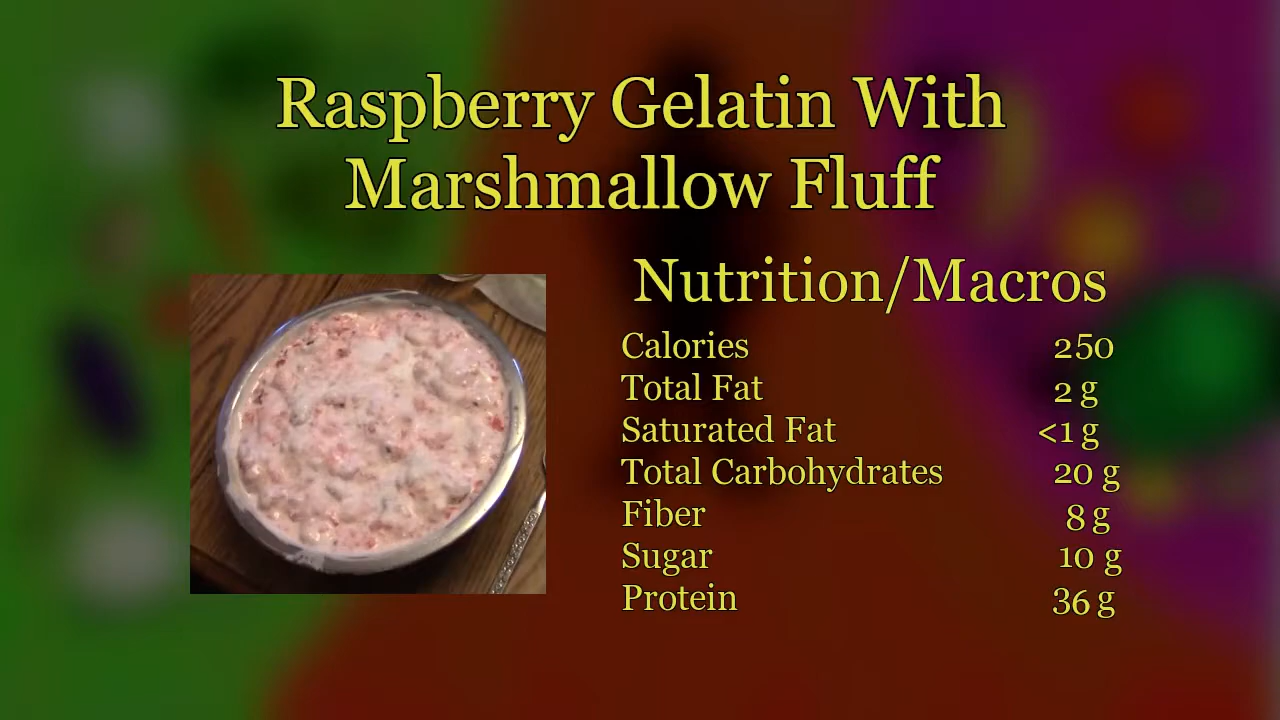 Raspberry Gelatin With
Marshmallow Fluff
Nutrition/Macros
Calories 250
Total Fat 2 g
Saturated Fat <1 g
Total Carbohydrates 20 g
Fiber 8 g
Sugar 10 g
Protein 36 g